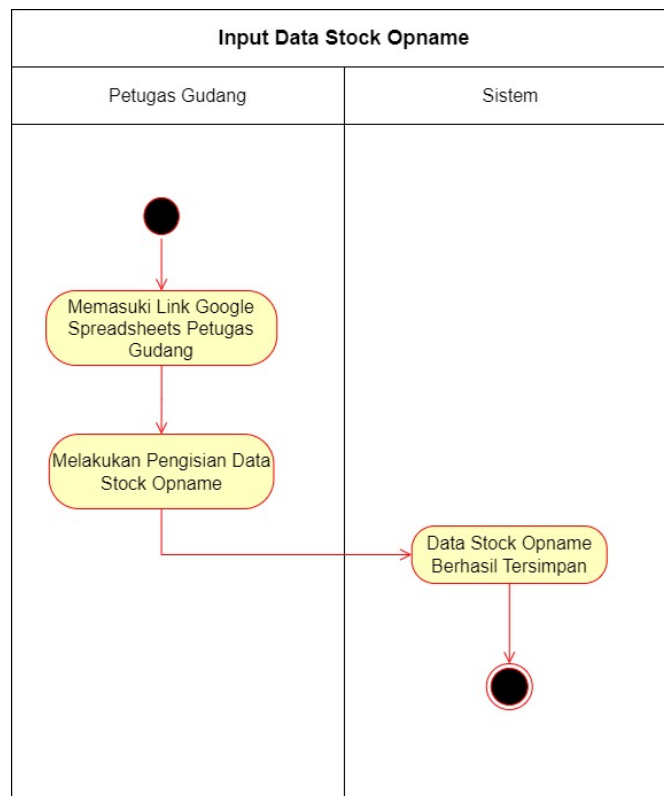 Input Data Stock Opname
Petugas Gudang
Sistem
Memasuki Link Google
Spreadsheets Petugas
Gudang
Melakukan Pengisian Data
Stock Opname
Data Stock Opname
Berhasil Tersimpan